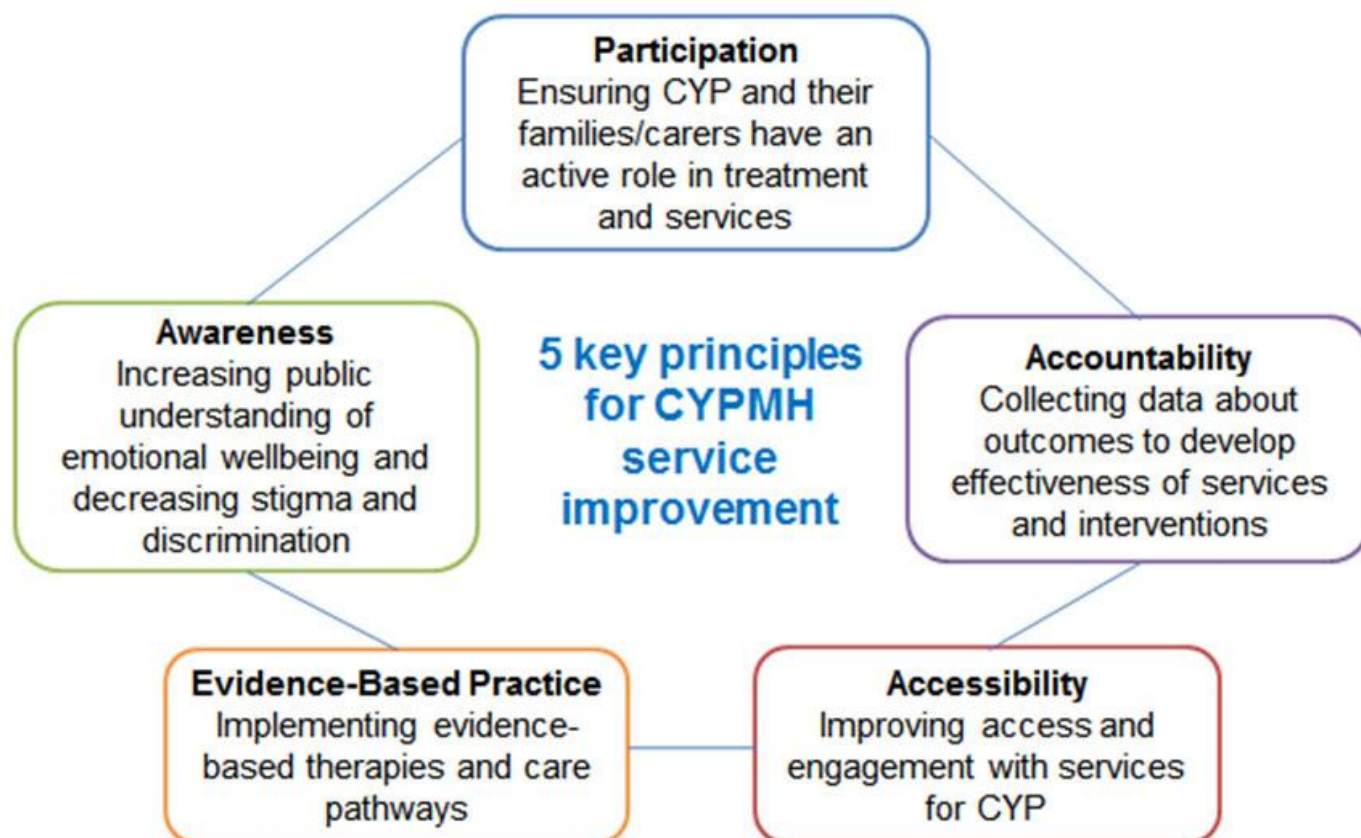 Participation
Ensuring CYP and their
families/carers have an
active role in treatment
and services
Awareness
Increasing public
understanding of
emotional wellbeing and
decreasing stigma and
discrimination
5 key principles
for CYPMH
service
improvement
Accountability
Collecting data about
outcomes to develop
effectiveness of services
and interventions
Evidence-Based Practice
Implementing evidence-
based therapies and care
pathways
Accessibility
Improving access and
engagement with services
for CYP